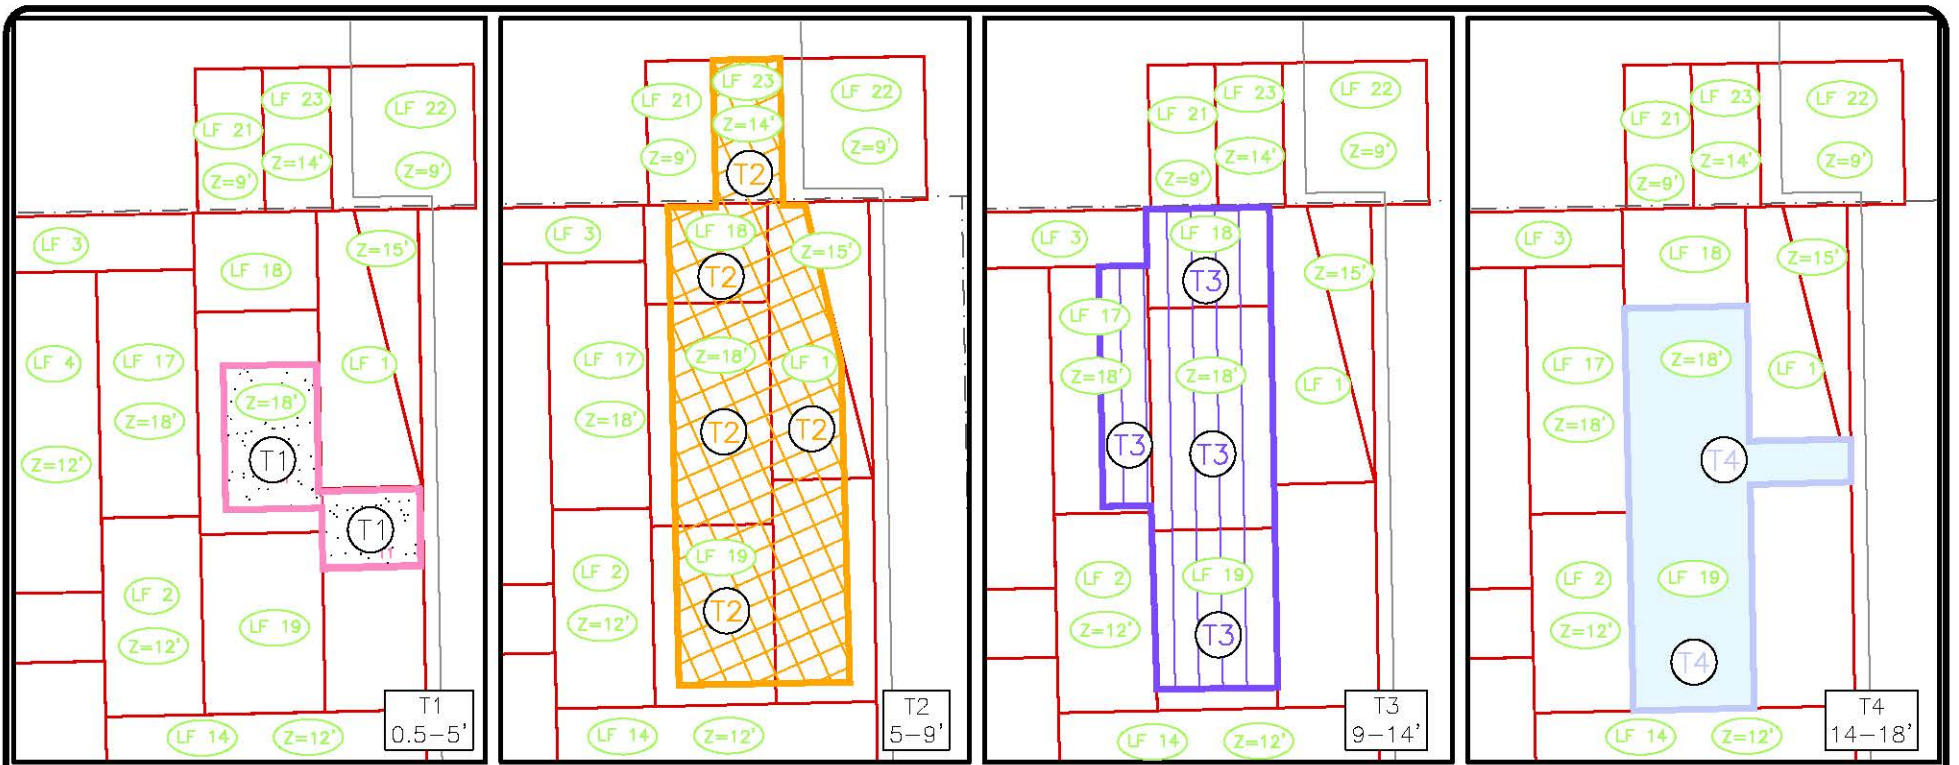 LF 23
LF 22
LF 21
Z=14'
Z=9'
Z=9'
LF 3
Z=15'
LF 18
LF 4
LF 17
LF 1
Z=18'
Z=18'
T1
Z=12'
T1
LF 2
LF 19
Z=12'
T1
0.5-5'
LF 14
Z=12'
LF 23
LF 22
LF 21
Z=14'
Z=9'
Z=9'
T2
LF 3
LF 18
Z=15'
T2
LF 17
Z=18'
LF 1
Z=18'
T2
T2
LF 2
LF 19
T2
Z=12'
T2
5-9'
LF 14
Z=12'
LF 23
LF 22
LF 21
Z=14'
Z=9'
Z=9'
LF 3
LF 18
Z=15'
T3
LF 17
Z=18'
Z=18'
LF 1
T3
T3
LF 2
LF 19
Z=12'
T3
T3
9-14'
LF 14
Z=12'
LF 23
LF 22
LF 21
Z=14'
Z=9'
Z=9'
LF 3
LF 18
Z=15'
LF 17
Z=18'
LF 1
Z=18'
T4
LF 2
LF 19
Z=12'
T4
T4
14-18'
LF 14
Z=12'